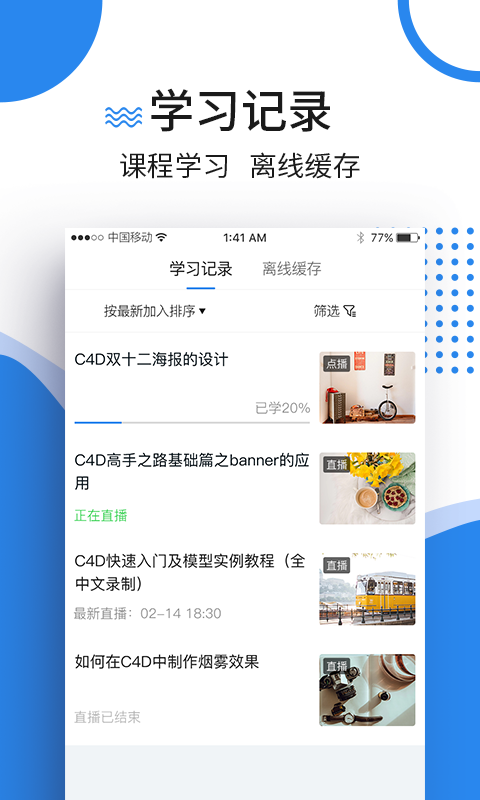 学习记录
课程学习 离线缓存
中国移动 1:41 AM 77%
学习记录 离线缓存
按最新加入排序 筛选
C4D双十二海报的设计
点播
已学20%
C4D高手之路基础篇之banner的应
用
直播
正在直播
C4D快速入门及模型实例教程（全
中文录制）
直播
最新直播：02-14 18:30
如何在C4D中制作烟雾效果
直播
直播已结束